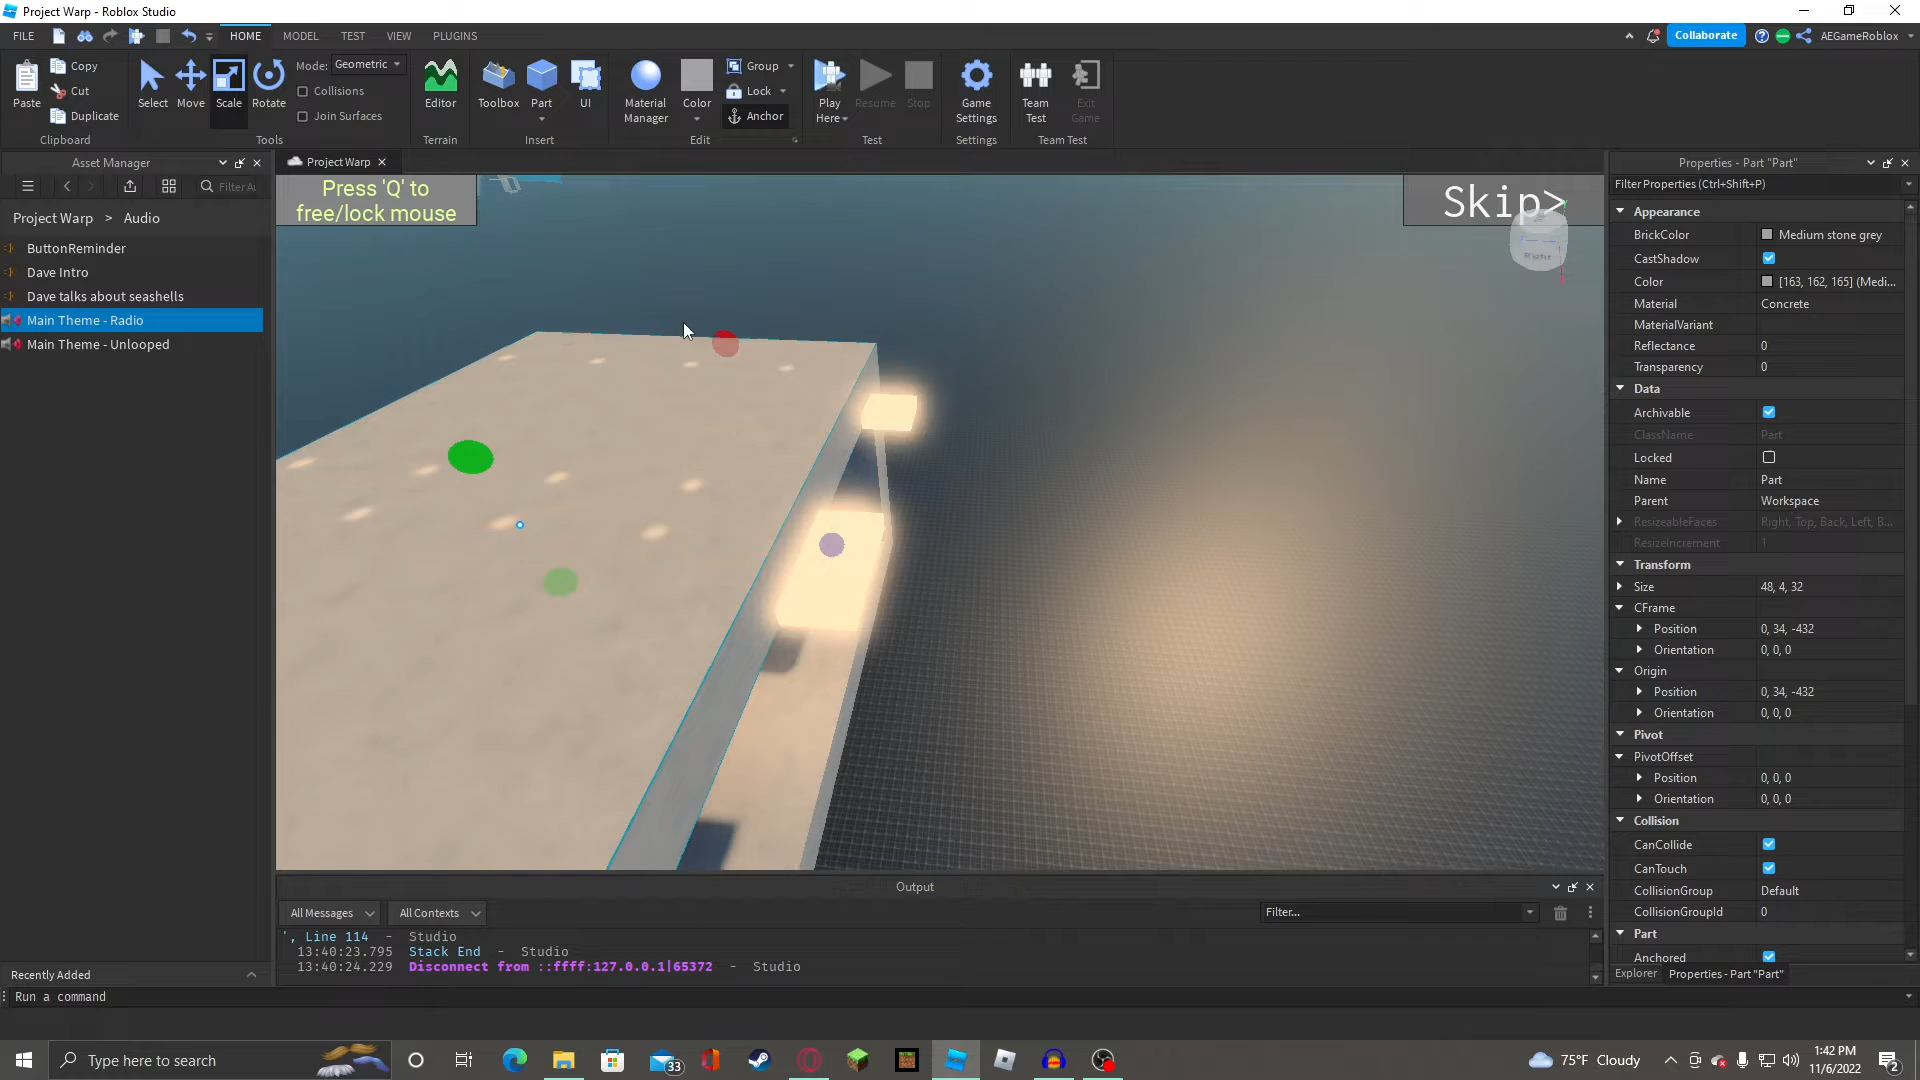 Project Warp - Roblox Studio
FILE
HOME
MODEL
TEST
VIEW
PLUGINS
Collaborate
AEGameRoblox
Paste
Copy
Cut
Duplicate
Clipboard
Select
Move
Scale
Rotate
Mode: Geometric
Collisions
Join Surfaces
Tools
Editor
Terrain
Toolbox
Part
UI
Insert
Material Manager
Color
Group
Lock
Anchor
Edit
Play Here
Resume
Stop
Test
Game Settings
Settings
Team Test
Exit Game
Team Test
Asset Manager
Filter
Project Warp > Audio
ButtonReminder
Dave Intro
Dave talks about seashells
Main Theme - Radio
Main Theme - Unlooped
Recently Added
Project Warp
Press 'Q' to
free/lock mouse
Skip>
Right
Output
All Messages
All Contexts
Filter...
', Line 114 - Studio
13:40:23.795 Stack End - Studio
13:40:24.229 Disconnect from ::ffff:127.0.0.1|65372 - Studio
Properties - Part "Part"
Filter Properties (Ctrl+Shift+P)
Appearance
BrickColor Medium stone grey
CastShadow
Color [163, 162, 165] (Medi...
Material Concrete
MaterialVariant
Reflectance 0
Transparency 0
Data
Archivable
ClassName Part
Locked
Name Part
Parent Workspace
ResizeableFaces Right, Top, Back, Left, B...
ResizeIncrement 1
Transform
Size 48, 4, 32
CFrame
Position 0, 34, -432
Orientation 0, 0, 0
Origin
Position 0, 34, -432
Orientation 0, 0, 0
Pivot
PivotOffset
Position 0, 0, 0
Orientation 0, 0, 0
Collision
CanCollide
CanTouch
CollisionGroup Default
CollisionGroupId 0
Part
Anchored
Explorer
Properties - Part "Part"
Run a command
Type here to search
33
75°F Cloudy
1:42 PM
11/6/2022
2